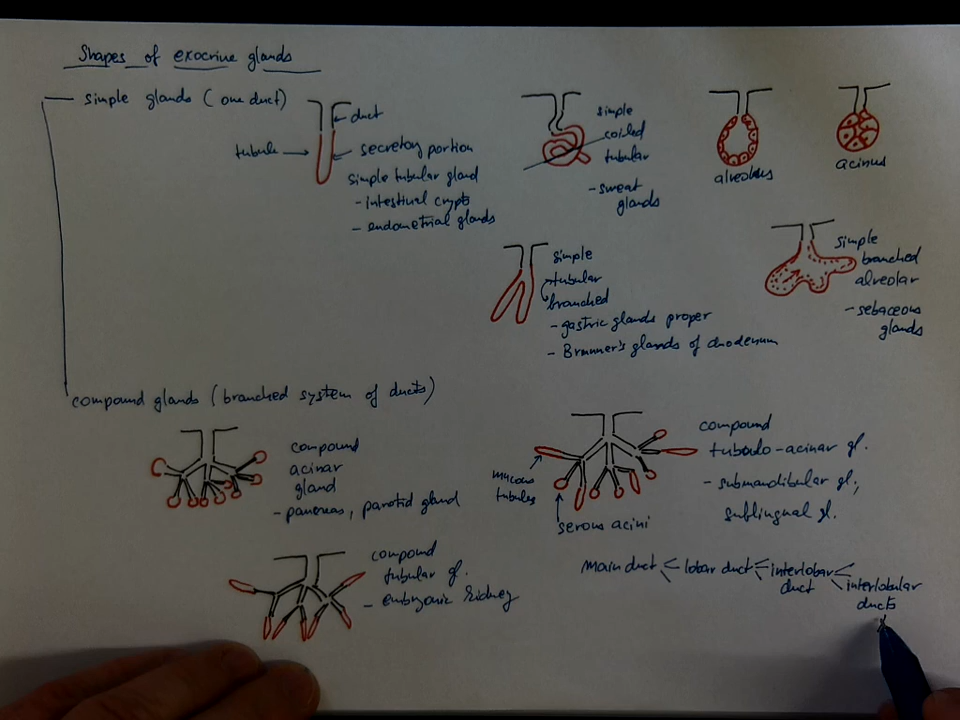 Shapes of exocrine glands
simple glands (one duct)
duct
tubule
secretory portion
simple tubular gland
- intestinal crypts
- endometrial glands
simple
coiled
tubular
- sweat
glands
alveolus
acinus
simple
tubular
branched
- gastric glands proper
- Brunner's glands of duodenum
simple
branched
alveolar
- sebaceous
glands
compound glands (branched system of ducts)
compound
acinar
gland
- pancreas, parotid gland
mucous
tubules
serous acini
compound
tubulo-acinar gl.
- submandibular gl.,
sublingual gl.
compound
tubular gl.
- embryonic kidney
main duct < lobar duct < interlobar
duct
interlobular
ducts